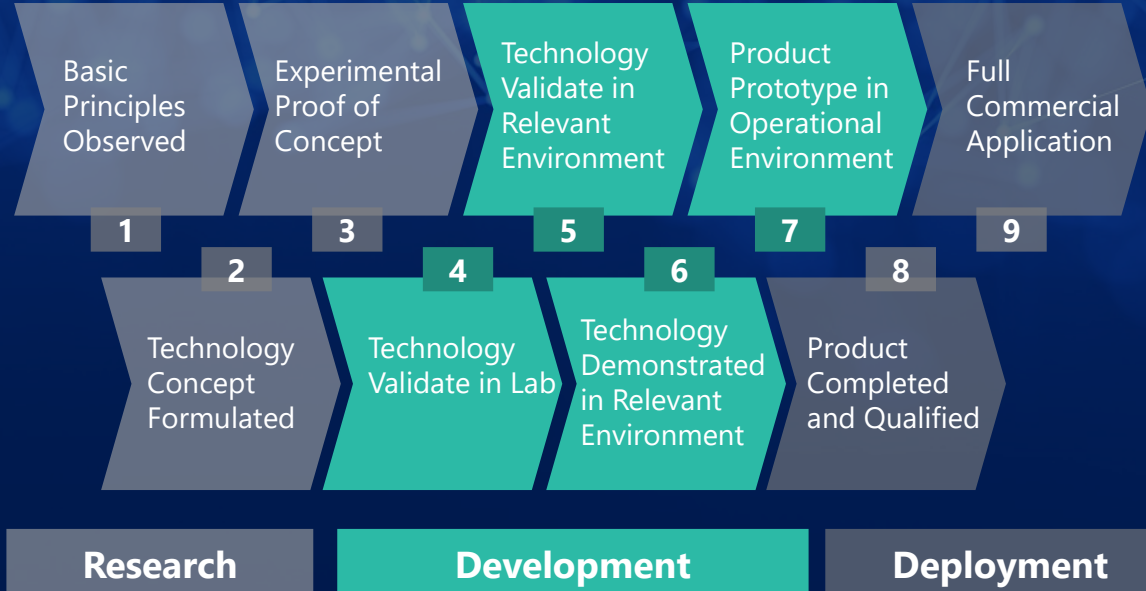 Basic
Principles
Observed
1
Technology
Concept
Formulated
2
Experimental
Proof of
Concept
3
Technology
Validate in Lab
4
Technology
Validate in
Relevant
Environment
5
Technology
Demonstrated
in Relevant
Environment
6
Product
Prototype in
Operational
Environment
7
Product
Completed
and Qualified
8
Full
Commercial
Application
9
Research
Development
Deployment